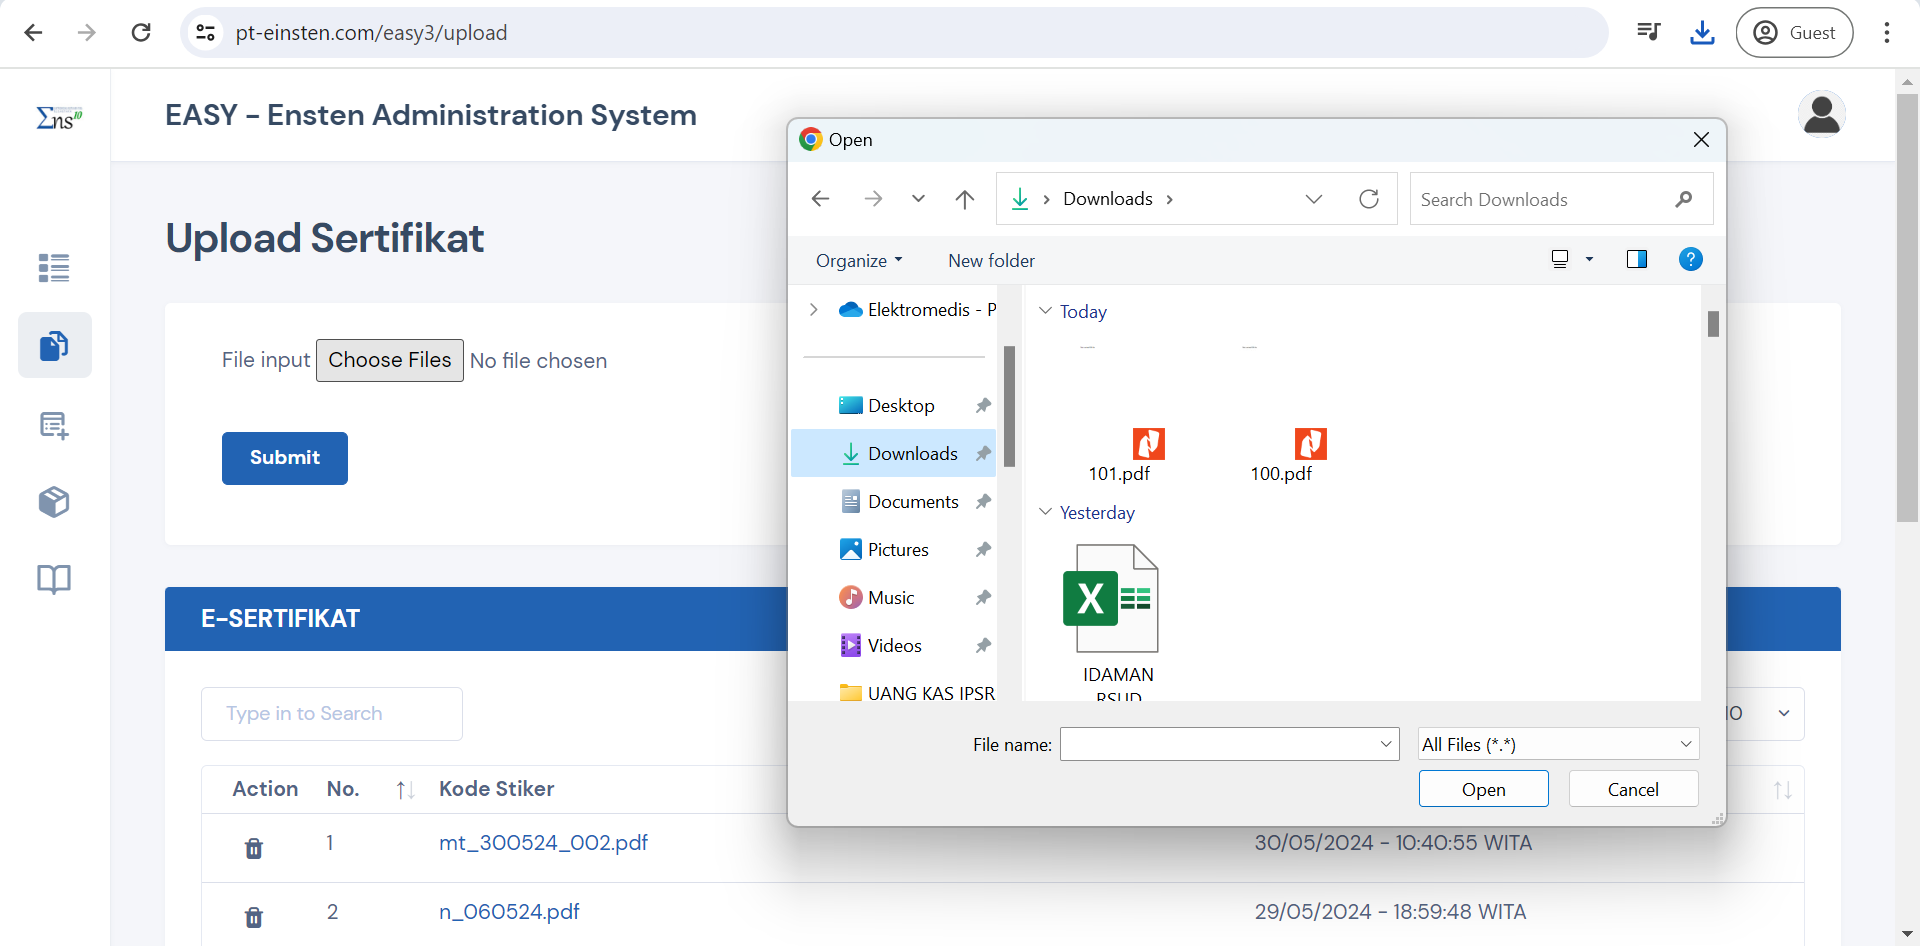 pt-einsten.com/easy3/upload
Guest
Σns10
EASY - Ensten Administration System
Upload Sertifikat
File input Choose Files No file chosen
Submit
E-SERTIFIKAT
Type in to Search
Action No. Kode Stiker
1 mt_300524_002.pdf 30/05/2024 - 10:40:55 WITA
2 n_060524.pdf 29/05/2024 - 18:59:48 WITA
Open
Downloads
Search Downloads
Organize New folder
Elektromedis - P
Desktop
Downloads
Documents
Pictures
Music
Videos
UANG KAS IPSR
Today
101.pdf 100.pdf
Yesterday
IDAMAN
RSUD
File name: All Files (*.*)
Open Cancel